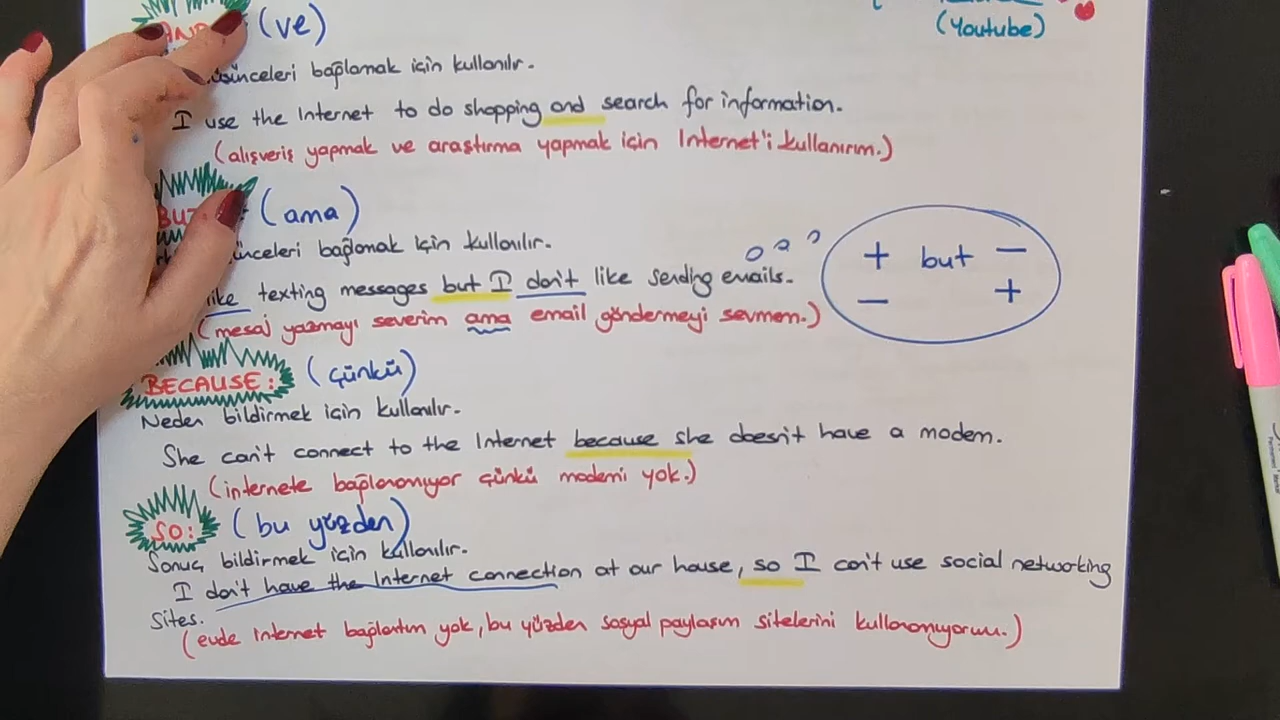 (Youtube)
AND (ve)
düşünceleri bağlamak için kullanılır.
I use the Internet to do shopping and search for information.
(alışveriş yapmak ve araştırma yapmak için Internet'i kullanırım.)
BUT: (ama)
bağlamak için kullanılır.
like texting messages but I don't like sending emails.
+ but -
- +
(mesaj yazmayı severim ama email göndermeyi sevmem.)
BECAUSE: (çünkü)
Neden bildirmek için kullanılır.
She can't connect to the Internet because she doesn't have a modem.
(internete bağlanamıyor çünkü modemi yok.)
SO: (bu yüzden)
Sonuç bildirmek için kullanılır.
I don't have the Internet connection at our house, so I can't use social networking
sites.
(evde Internet bağlantım yok, bu yüzden sosyal paylaşım sitelerini kullanamıyorum.)